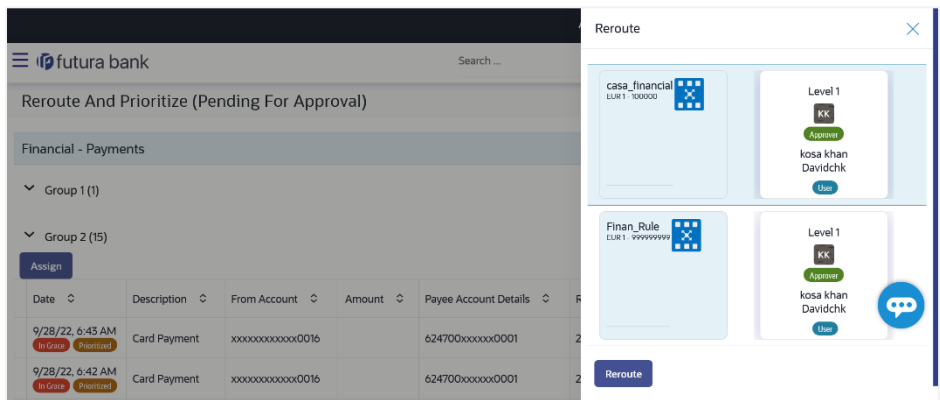 futura bank
Search ...
Reroute And Prioritize (Pending For Approval)
Financial - Payments
Group 1 (1)
Group 2 (15)
Assign
Date Description From Account Amount Payee Account Details R
9/28/22, 6:43 AM
In Grace Prioritized
Card Payment xxxxxxxxxxxx0016 624700xxxxxx0001 2
9/28/22, 6:42 AM
In Grace Prioritized
Card Payment xxxxxxxxxxxx0016 624700xxxxxx0001 2
Reroute
casa_financial
EUR 1 - 100000
Level 1
KK
Approver
kosa khan
Davidchk
User
Finan_Rule
EUR 1 - 999999999
Level 1
KK
Approver
kosa khan
Davidchk
User
Reroute